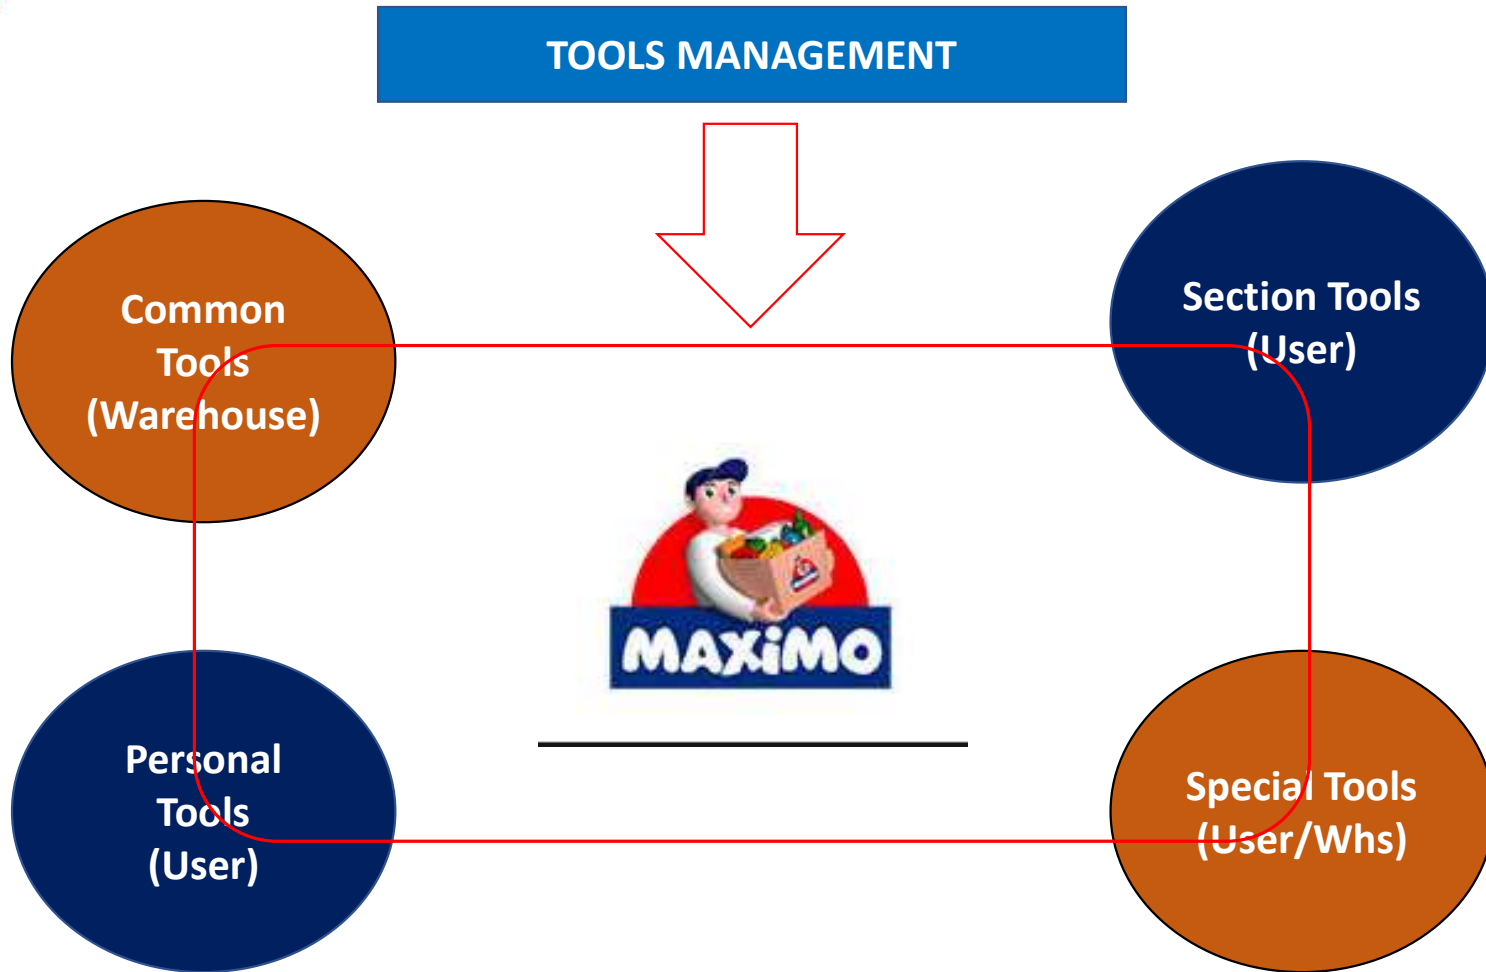 TOOLS MANAGEMENT
Common
Tools
(Warehouse)
Section Tools
(User)
MAXiMO
Personal
Tools
(User)
Special Tools
(User/Whs)